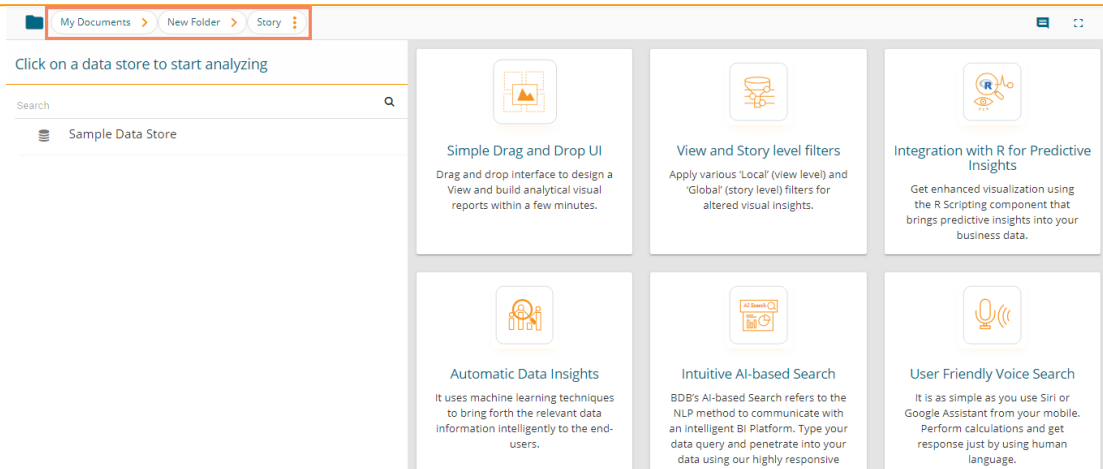 My Documents > New Folder > Story
Click on a data store to start analyzing
Search
Sample Data Store
Simple Drag and Drop UI
Drag and drop interface to design a
View and build analytical visual
reports within a few minutes.
View and Story level filters
Apply various 'Local' (view level) and
'Global' (story level) filters for
altered visual insights.
R
Integration with R for Predictive
Insights
Get enhanced visualization using
the R Scripting component that
brings predictive insights into your
business data.
Automatic Data Insights
It uses machine learning techniques
to bring forth the relevant data
information intelligently to the end-
users.
AI Search
Intuitive AI-based Search
BDB's AI-based Search refers to the
NLP method to communicate with
an intelligent BI Platform. Type your
data query and penetrate into your
data using our highly responsive
User Friendly Voice Search
It is as simple as you use Siri or
Google Assistant from your mobile.
Perform calculations and get
response just by using human
language.